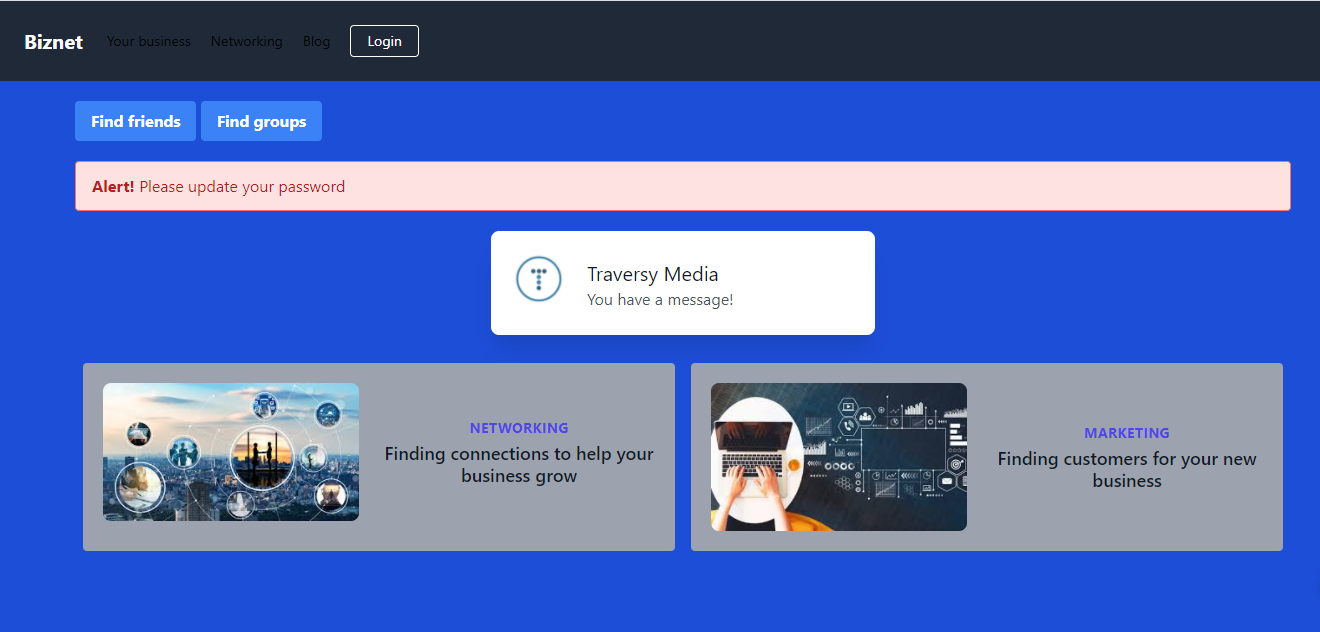 Biznet Your business Networking Blog Login
Find friends Find groups
Alert! Please update your password
T
Traversy Media
You have a message!
NETWORKING
Finding connections to help your
business grow
MARKETING
Finding customers for your new
business